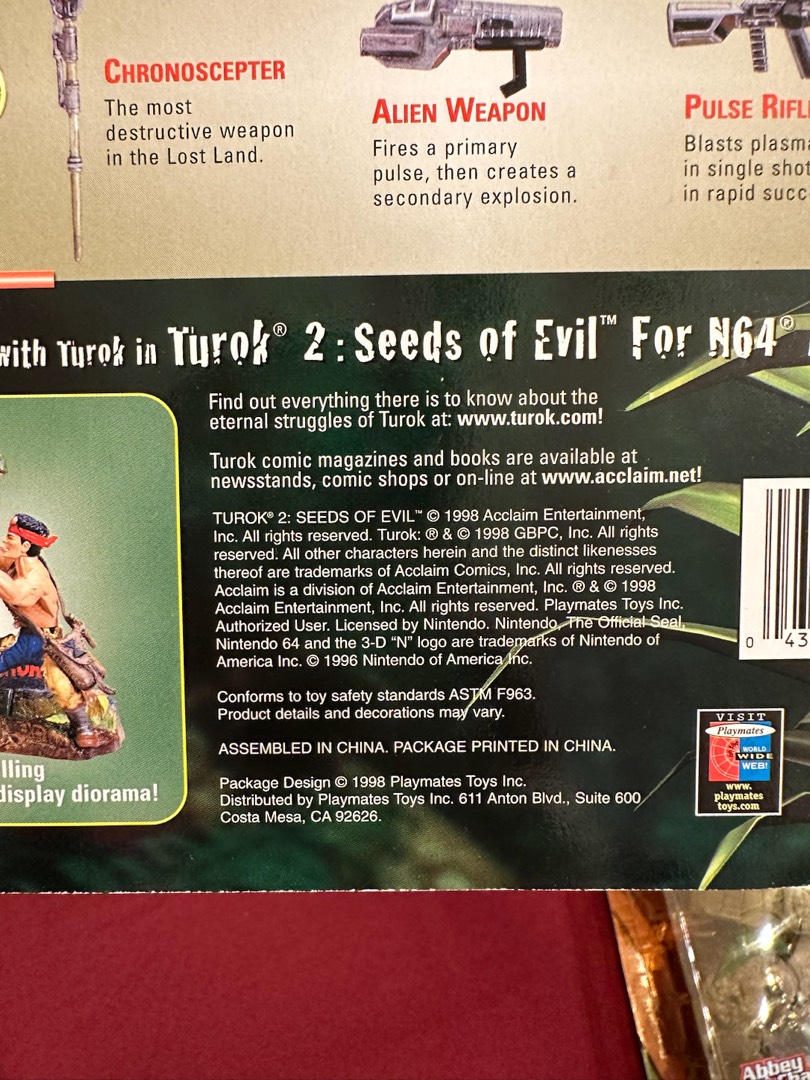 CHRONOSCEPTER
The most
destructive weapon
in the Lost Land.
ALIEN WEAPON
Fires a primary
pulse, then creates a
secondary explosion.
PULSE RIFL
Blasts plasma
in single shot
in rapid succ
with Turok in Turok® 2: Seeds of Evil™ For N64®
Find out everything there is to know about the
eternal struggles of Turok at: www.turok.com!
Turok comic magazines and books are available at
newsstands, comic shops or on-line at www.acclaim.net!
TUROK® 2: SEEDS OF EVIL™ © 1998 Acclaim Entertainment,
Inc. All rights reserved. Turok: ® & © 1998 GBPC, Inc. All rights
reserved. All other characters herein and the distinct likenesses
thereof are trademarks of Acclaim Comics, Inc. All rights reserved.
Acclaim is a division of Acclaim Entertainment, Inc. ® & © 1998
Acclaim Entertainment, Inc. All rights reserved. Playmates Toys Inc.
Authorized User. Licensed by Nintendo. Nintendo, The Official Seal,
Nintendo 64 and the 3-D “N” logo are trademarks of Nintendo of
America Inc. © 1996 Nintendo of America Inc.
Conforms to toy safety standards ASTM F963.
Product details and decorations may vary.
ASSEMBLED IN CHINA. PACKAGE PRINTED IN CHINA.
Package Design © 1998 Playmates Toys Inc.
Distributed by Playmates Toys Inc. 611 Anton Blvd., Suite 600
Costa Mesa, CA 92626.
lling
display diorama!
0 43
VISIT
Playmates
WORLD
WIDE
WEB!
www.
playmates
toys.com
Abbey